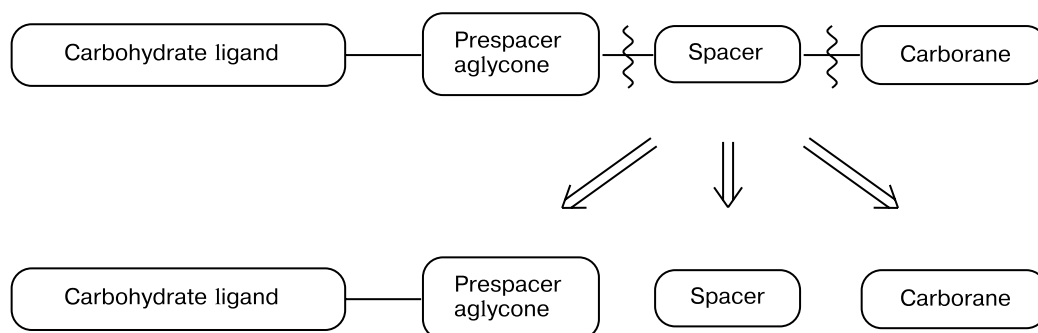 Carbohydrate ligand
Prespacer
aglycone
Spacer
Carborane
Carbohydrate ligand
Prespacer
aglycone
Spacer
Carborane